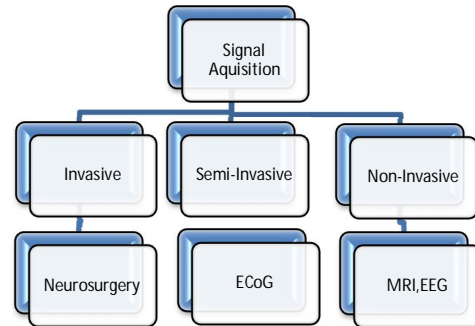 Signal
Aquisition
Invasive
Semi-Invasive
Non-Invasive
Neurosurgery
ECoG
MRI,EEG